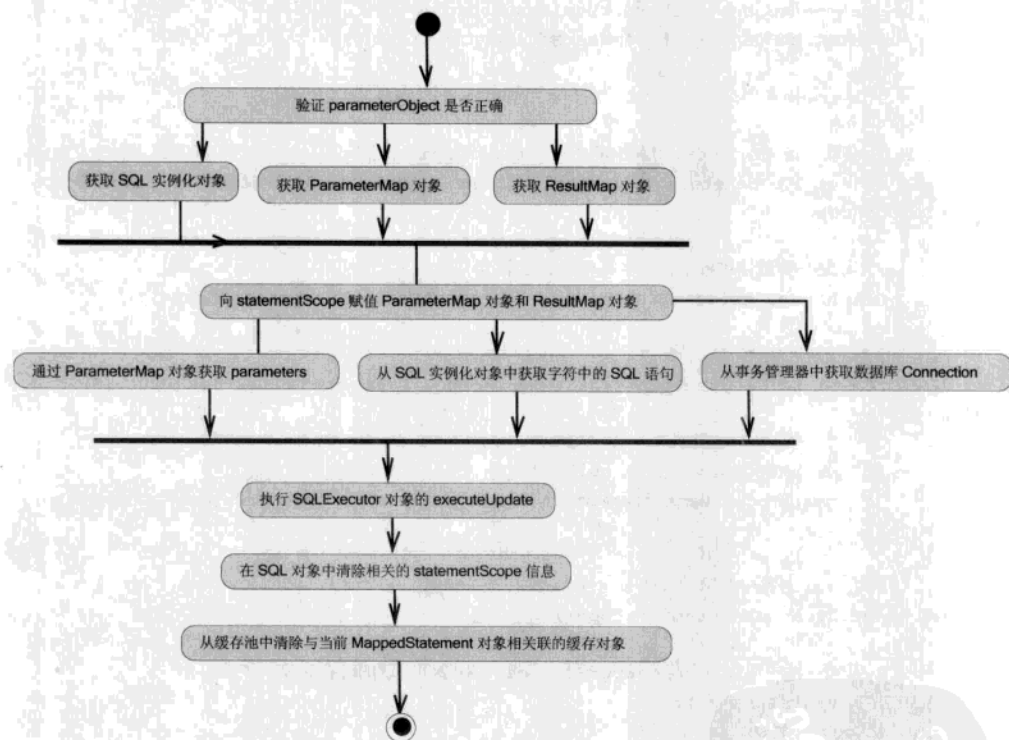 验证 parameterObject 是否正确
获取 SQL 实例化对象
获取 ParameterMap 对象
获取 ResultMap 对象
向 statementScope 赋值 ParameterMap 对象和 ResultMap 对象
通过 ParameterMap 对象获取 parameters
从 SQL 实例化对象中获取字符中的 SQL 语句
从事务管理器中获取数据库 Connection
执行 SQLExecutor 对象的 executeUpdate
在 SQL 对象中清除相关的 statementScope 信息
从缓存池中清除与当前 MappedStatement 对象相关联的缓存对象